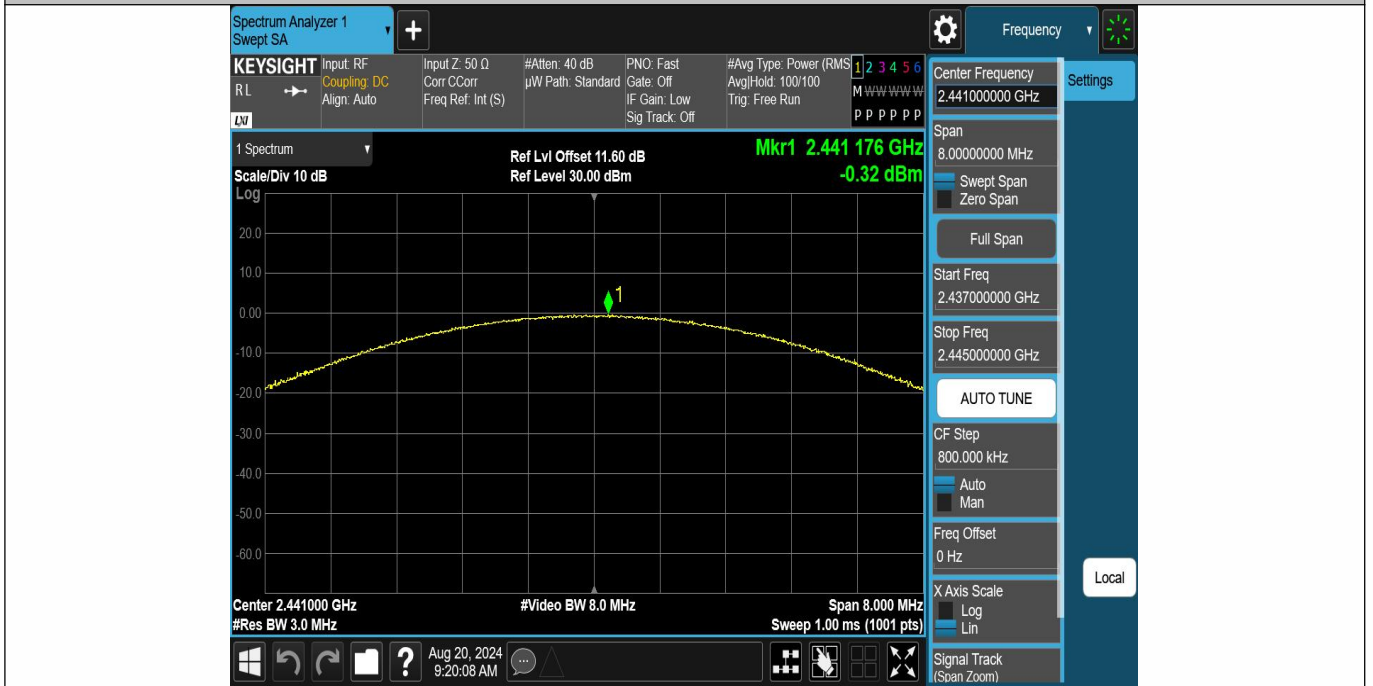 Spectrum Analyzer 1
Swept SA
Frequency
KEYSIGHT
RL
LXI
Input: RF
Coupling: DC
Align: Auto
Input Z: 50 Ω
Corr CCorr
Freq Ref: Int (S)
#Atten: 40 dB
µW Path: Standard
PNO: Fast
Gate: Off
IF Gain: Low
Sig Track: Off
#Avg Type: Power (RMS
Avg|Hold: 100/100
Trig: Free Run
1 2 3 4 5 6
M W W W W W
P P P P P P
1 Spectrum
Scale/Div 10 dB
Ref Lvl Offset 11.60 dB
Ref Level 30.00 dBm
Mkr1 2.441 176 GHz
-0.32 dBm
Log
20.0
10.0
0.00
-10.0
-20.0
-30.0
-40.0
-50.0
-60.0
1
Center 2.441000 GHz
#Video BW 8.0 MHz
Span 8.000 MHz
#Res BW 3.0 MHz
Sweep 1.00 ms (1001 pts)
Center Frequency
2.441000000 GHz
Settings
Span
8.00000000 MHz
Swept Span
Zero Span
Full Span
Start Freq
2.437000000 GHz
Stop Freq
2.445000000 GHz
AUTO TUNE
CF Step
800.000 kHz
Auto
Man
Freq Offset
0 Hz
X Axis Scale
Log
Lin
Local
Signal Track
(Span Zoom)
?
Aug 20, 2024
9:20:08 AM